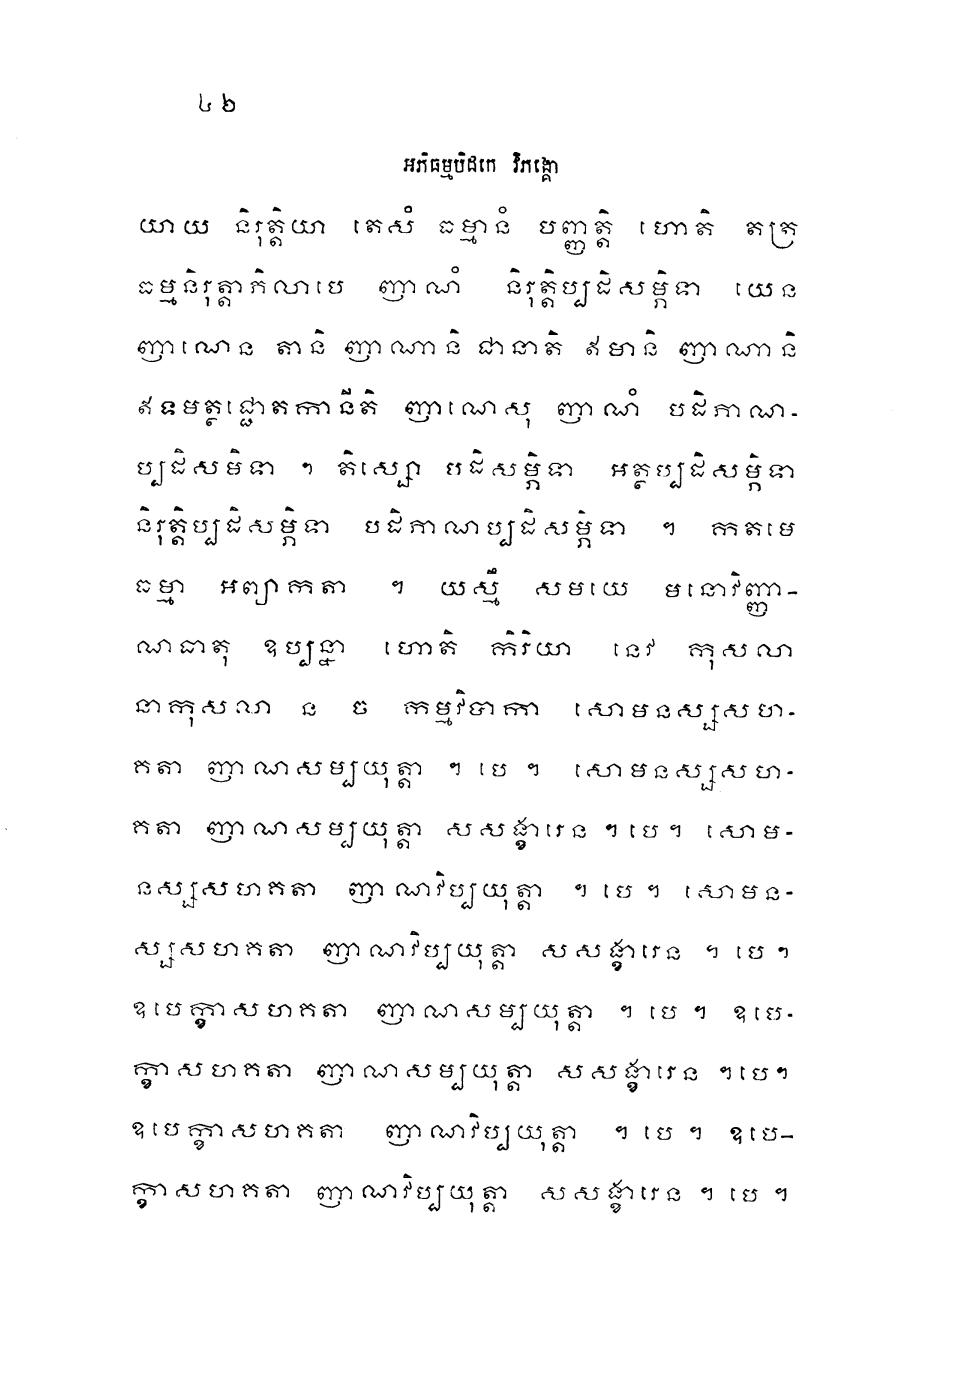 ៤២
អភិធម្មបិដកេ វិភង្គោ
យាយ និរុត្តិយា តេសំ ធម្មានំ បញ្ញត្តិ ហោតិ តត្រ
ធម្មនិរុត្តាភិលាបេ ញាណំ និរុត្តិប្បដិសម្ភិទា យេន
ញាណេន តានិ ញាណានិ ជានាតិ ឥមានិ ញាណានិ
ឥទមត្ថជ្ជោតកានីតិ ញាណេសុ ញាណំ បដិភាណ-
ប្បដិសមិទា ។ តិស្សោ បដិសម្ភិទា អត្ថប្បដិសម្ភិទា
និរុត្តិប្បដិសម្ភិទា បដិភាណប្បដិសម្ភិទា ។ កតមេ
ធម្មា អព្យាកតា ។ យស្មឹ សមយេ មនោវិញ្ញា-
ណធាតុ ឧប្បន្នា ហោតិ កិរិយា នេវ កុសលា
នាកុសលា ន ច កម្មវិបាកា សោមនស្សសហ-
កតា ញាណសម្បយុត្តា ។ បេ ។ សោមនស្សសហ-
កតា ញាណសម្បយុត្តា សសង្ខារេន ។ បេ ។ សោម-
នស្សសហកតា ញាណវិប្បយុត្តា ។ បេ ។ សោមន-
ស្សសហកតា ញាណវិប្បយុត្តា សសង្ខារេន ។ បេ ។
ឧបេក្ខាសហកតា ញាណសម្បយុត្តា ។ បេ ។ ឧបេ-
ក្ខាសហកតា ញាណសម្បយុត្តា សសង្ខារេន ។ បេ ។
ឧបេក្ខាសហកតា ញាណវិប្បយុត្តា ។ បេ ។ ឧបេ-
ក្ខាសហកតា ញាណវិប្បយុត្តា សសង្ខារេន ។ បេ ។